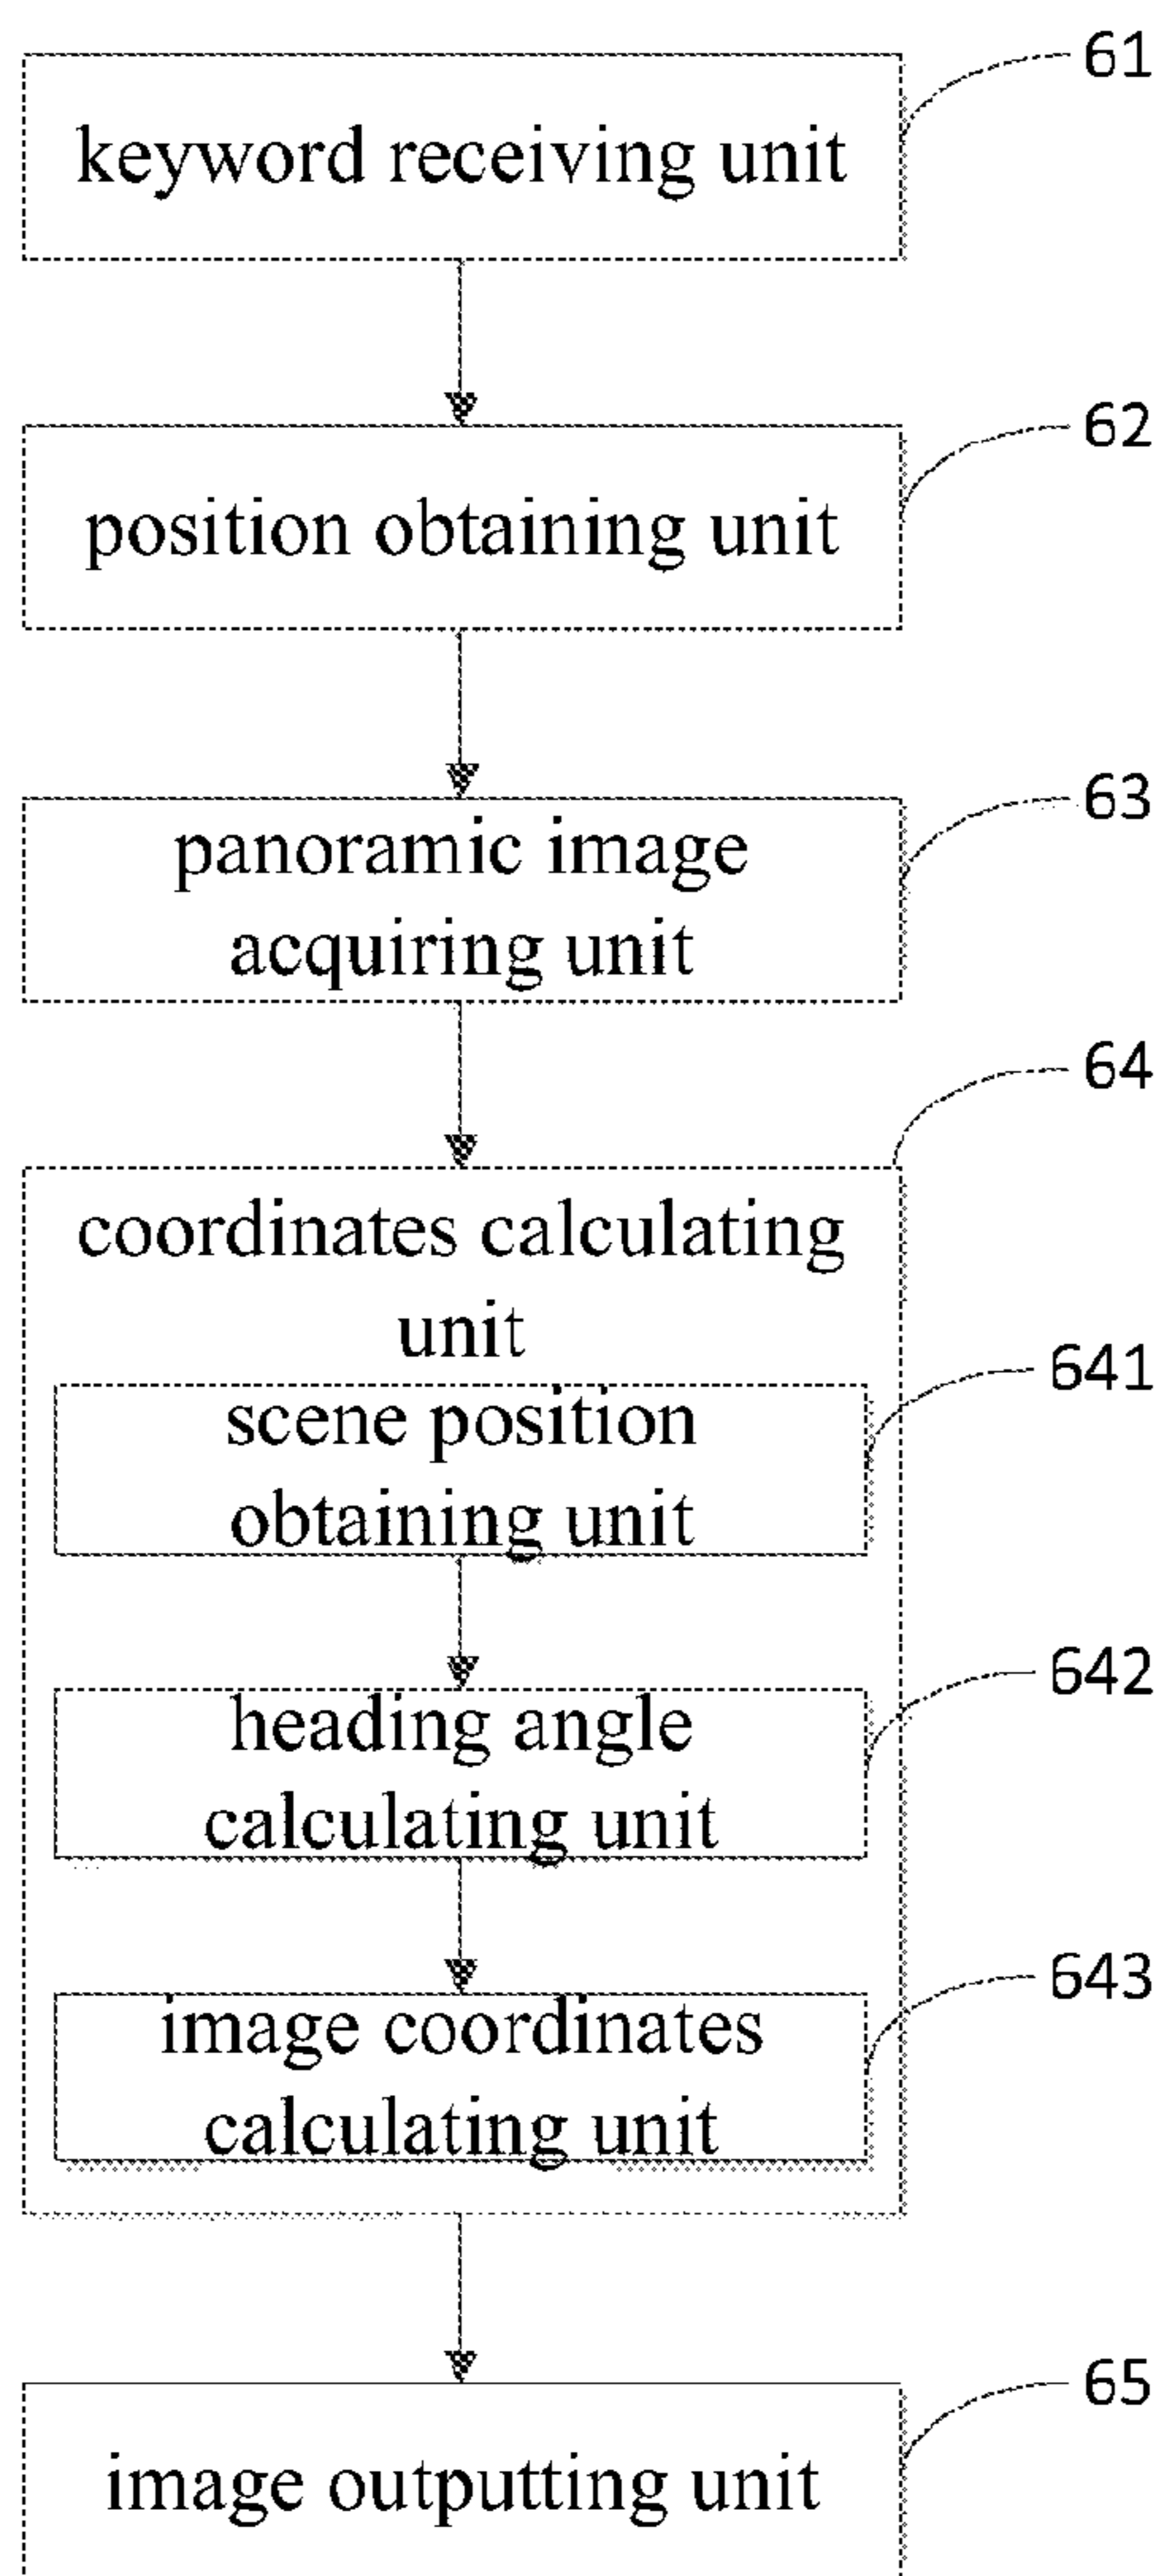 61
keyword receiving unit
62
position obtaining unit
63
panoramic image
acquiring unit
64
coordinates calculating
unit
641
scene position
obtaining unit
642
heading angle
calculating unit
643
image coordinates
calculating unit
65
image outputting unit